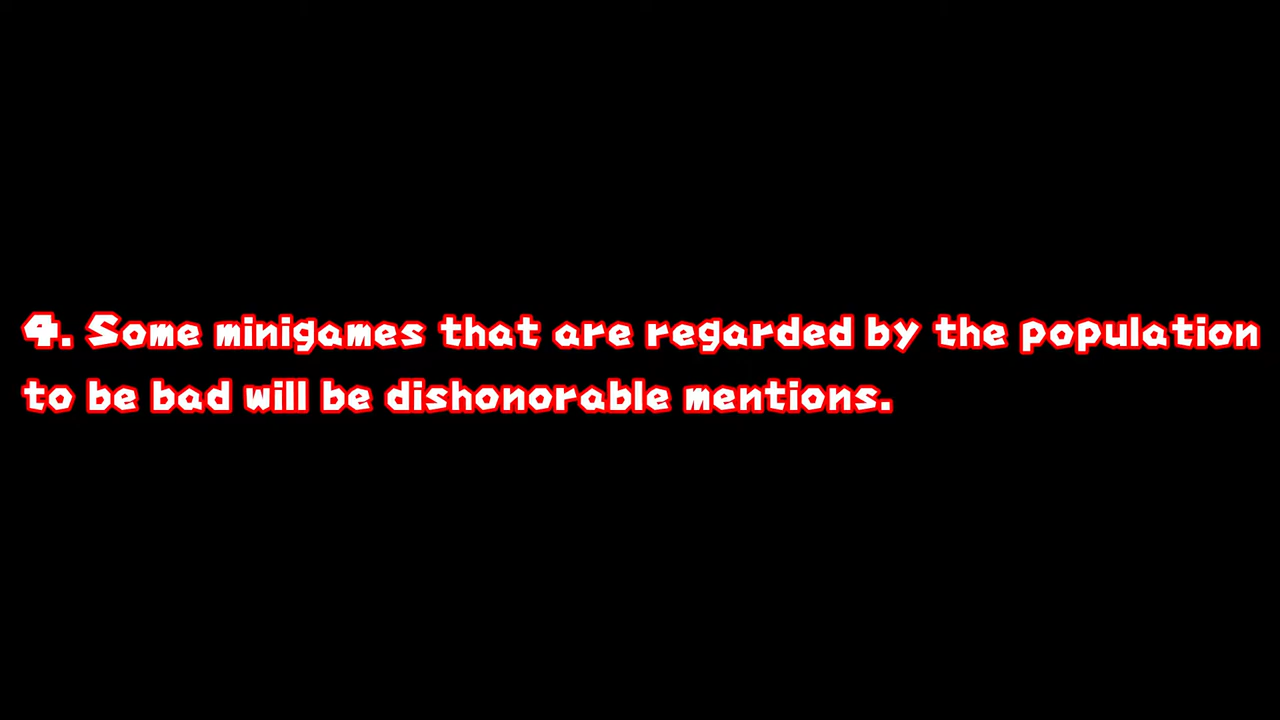 4. Some minigames that are regarded by the population
to be bad will be dishonorable mentions.